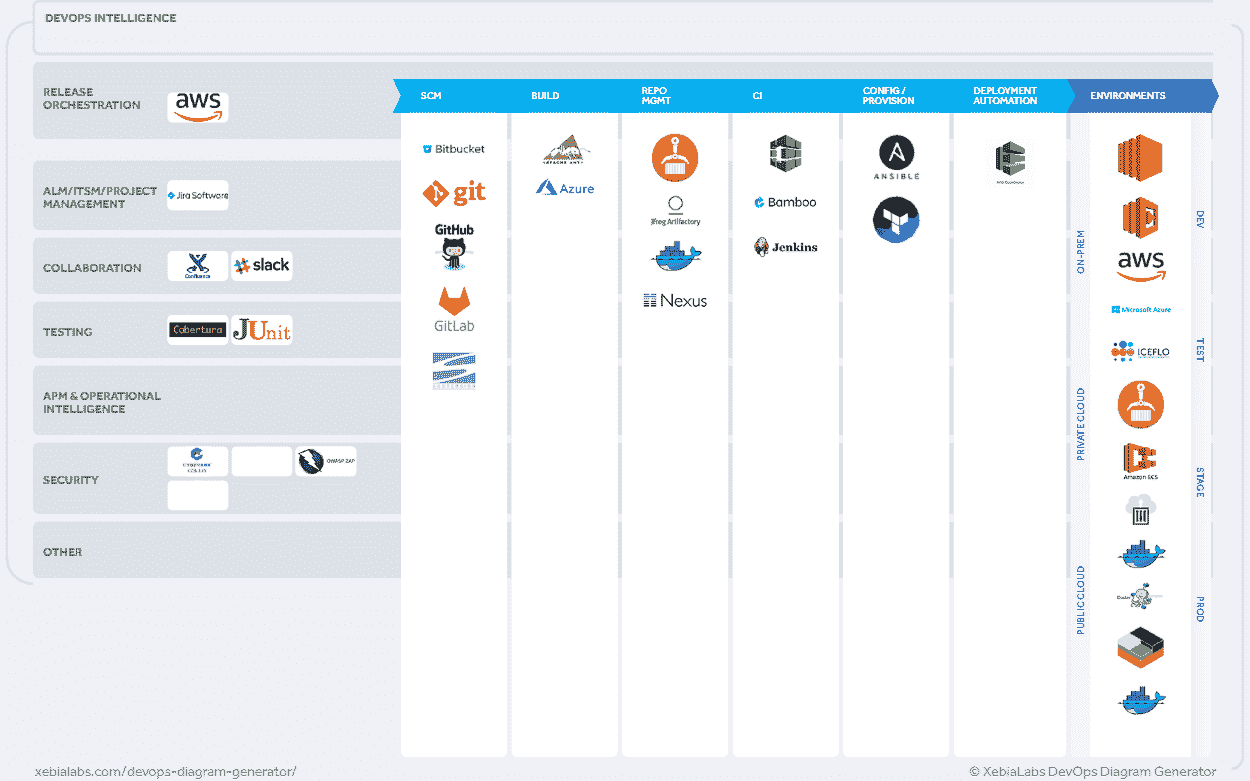 DEVOPS INTELLIGENCE
RELEASE
ORCHESTRATION
aws
SCM
BUILD
REPO
MGMT
CI
CONFIG /
PROVISION
DEPLOYMENT
AUTOMATION
ENVIRONMENTS
ALM/ITSM/PROJECT
MANAGEMENT
Jira Software
COLLABORATION
Confluence
slack
TESTING
Cobertura
JUnit
APM & OPERATIONAL
INTELLIGENCE
SECURITY
OWASP ZAP
OTHER
Bitbucket
git
GitHub
GitLab
APACHE ANT
Azure
JFrog Artifactory
Nexus
Bamboo
Jenkins
ANSIBLE
aws
Microsoft Azure
ICEFLO
Amazon ECS
Docker
ON-PREM
PRIVATE CLOUD
PUBLIC CLOUD
DEV
TEST
STAGE
PROD
xebialabs.com/devops-diagram-generator/
© XebiaLabs DevOps Diagram Generator